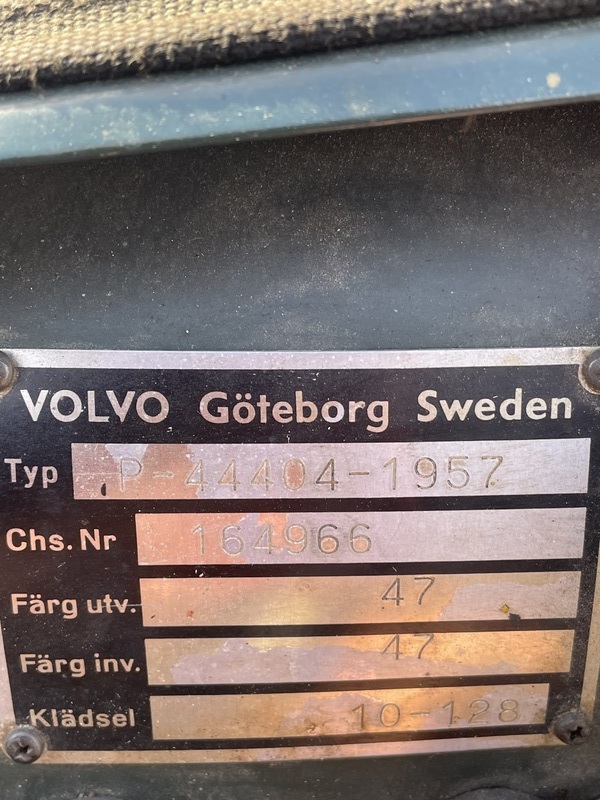 VOLVO Göteborg Sweden
Typ P-44404-1957
Chs. Nr 164966
Färg utv. 47
Färg inv. 47
Klädsel 10-128